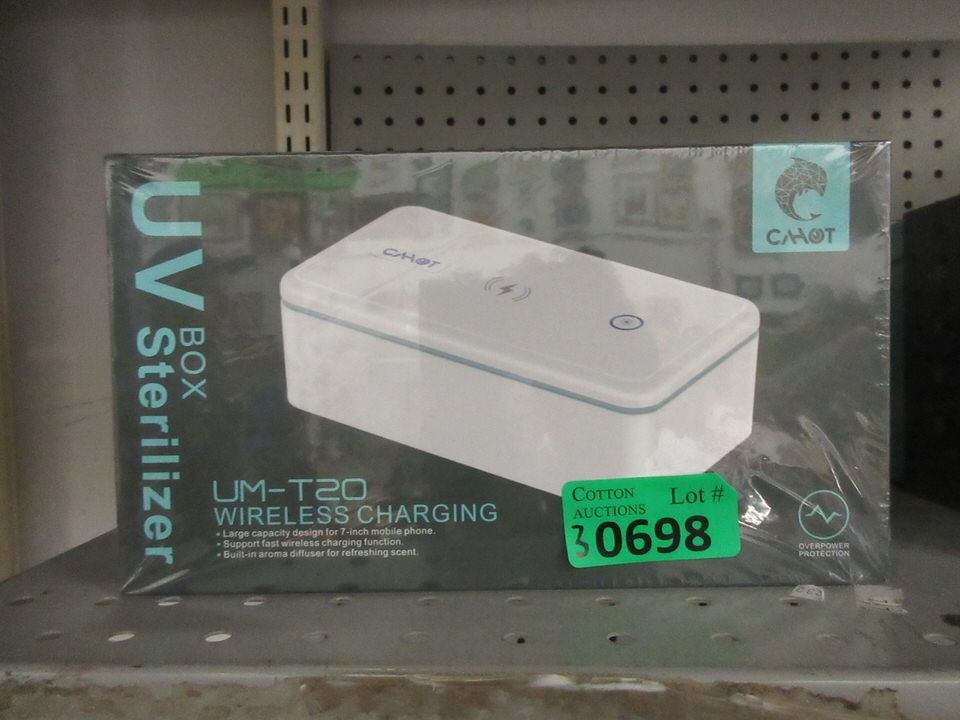 UV BOX
Sterilizer
CAHOT
CAHOT
UM-T20
WIRELESS CHARGING
• Large capacity design for 7-inch mobile phone.
• Support fast wireless charging function.
• Built-in aroma diffuser for refreshing scent.
COTTON AUCTIONS Lot #
30698
OVERPOWER
PROTECTION